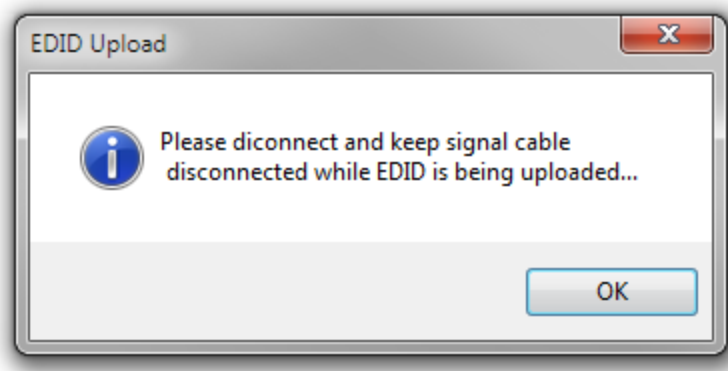 EDID Upload
Please diconnect and keep signal cable
disconnected while EDID is being uploaded...
OK